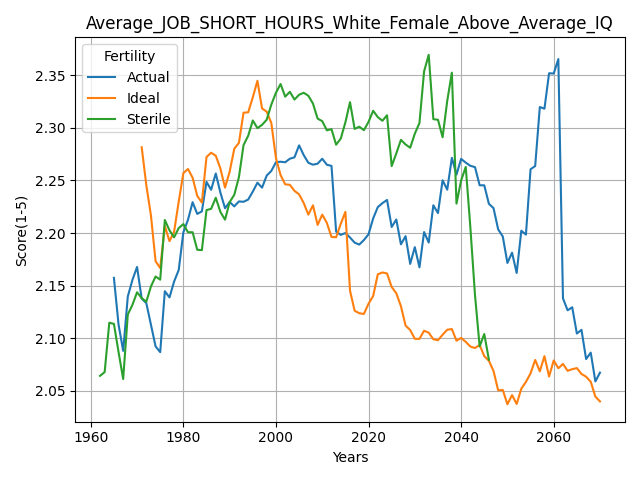 Average_JOB_SHORT_HOURS_White_Female_Above_Average_IQ
Fertility
Actual
Ideal
Sterile
2.35
2.30
2.25
2.20
2.15
2.10
2.05
Score(1-5)
1960
1980
2000
2020
2040
2060
Years